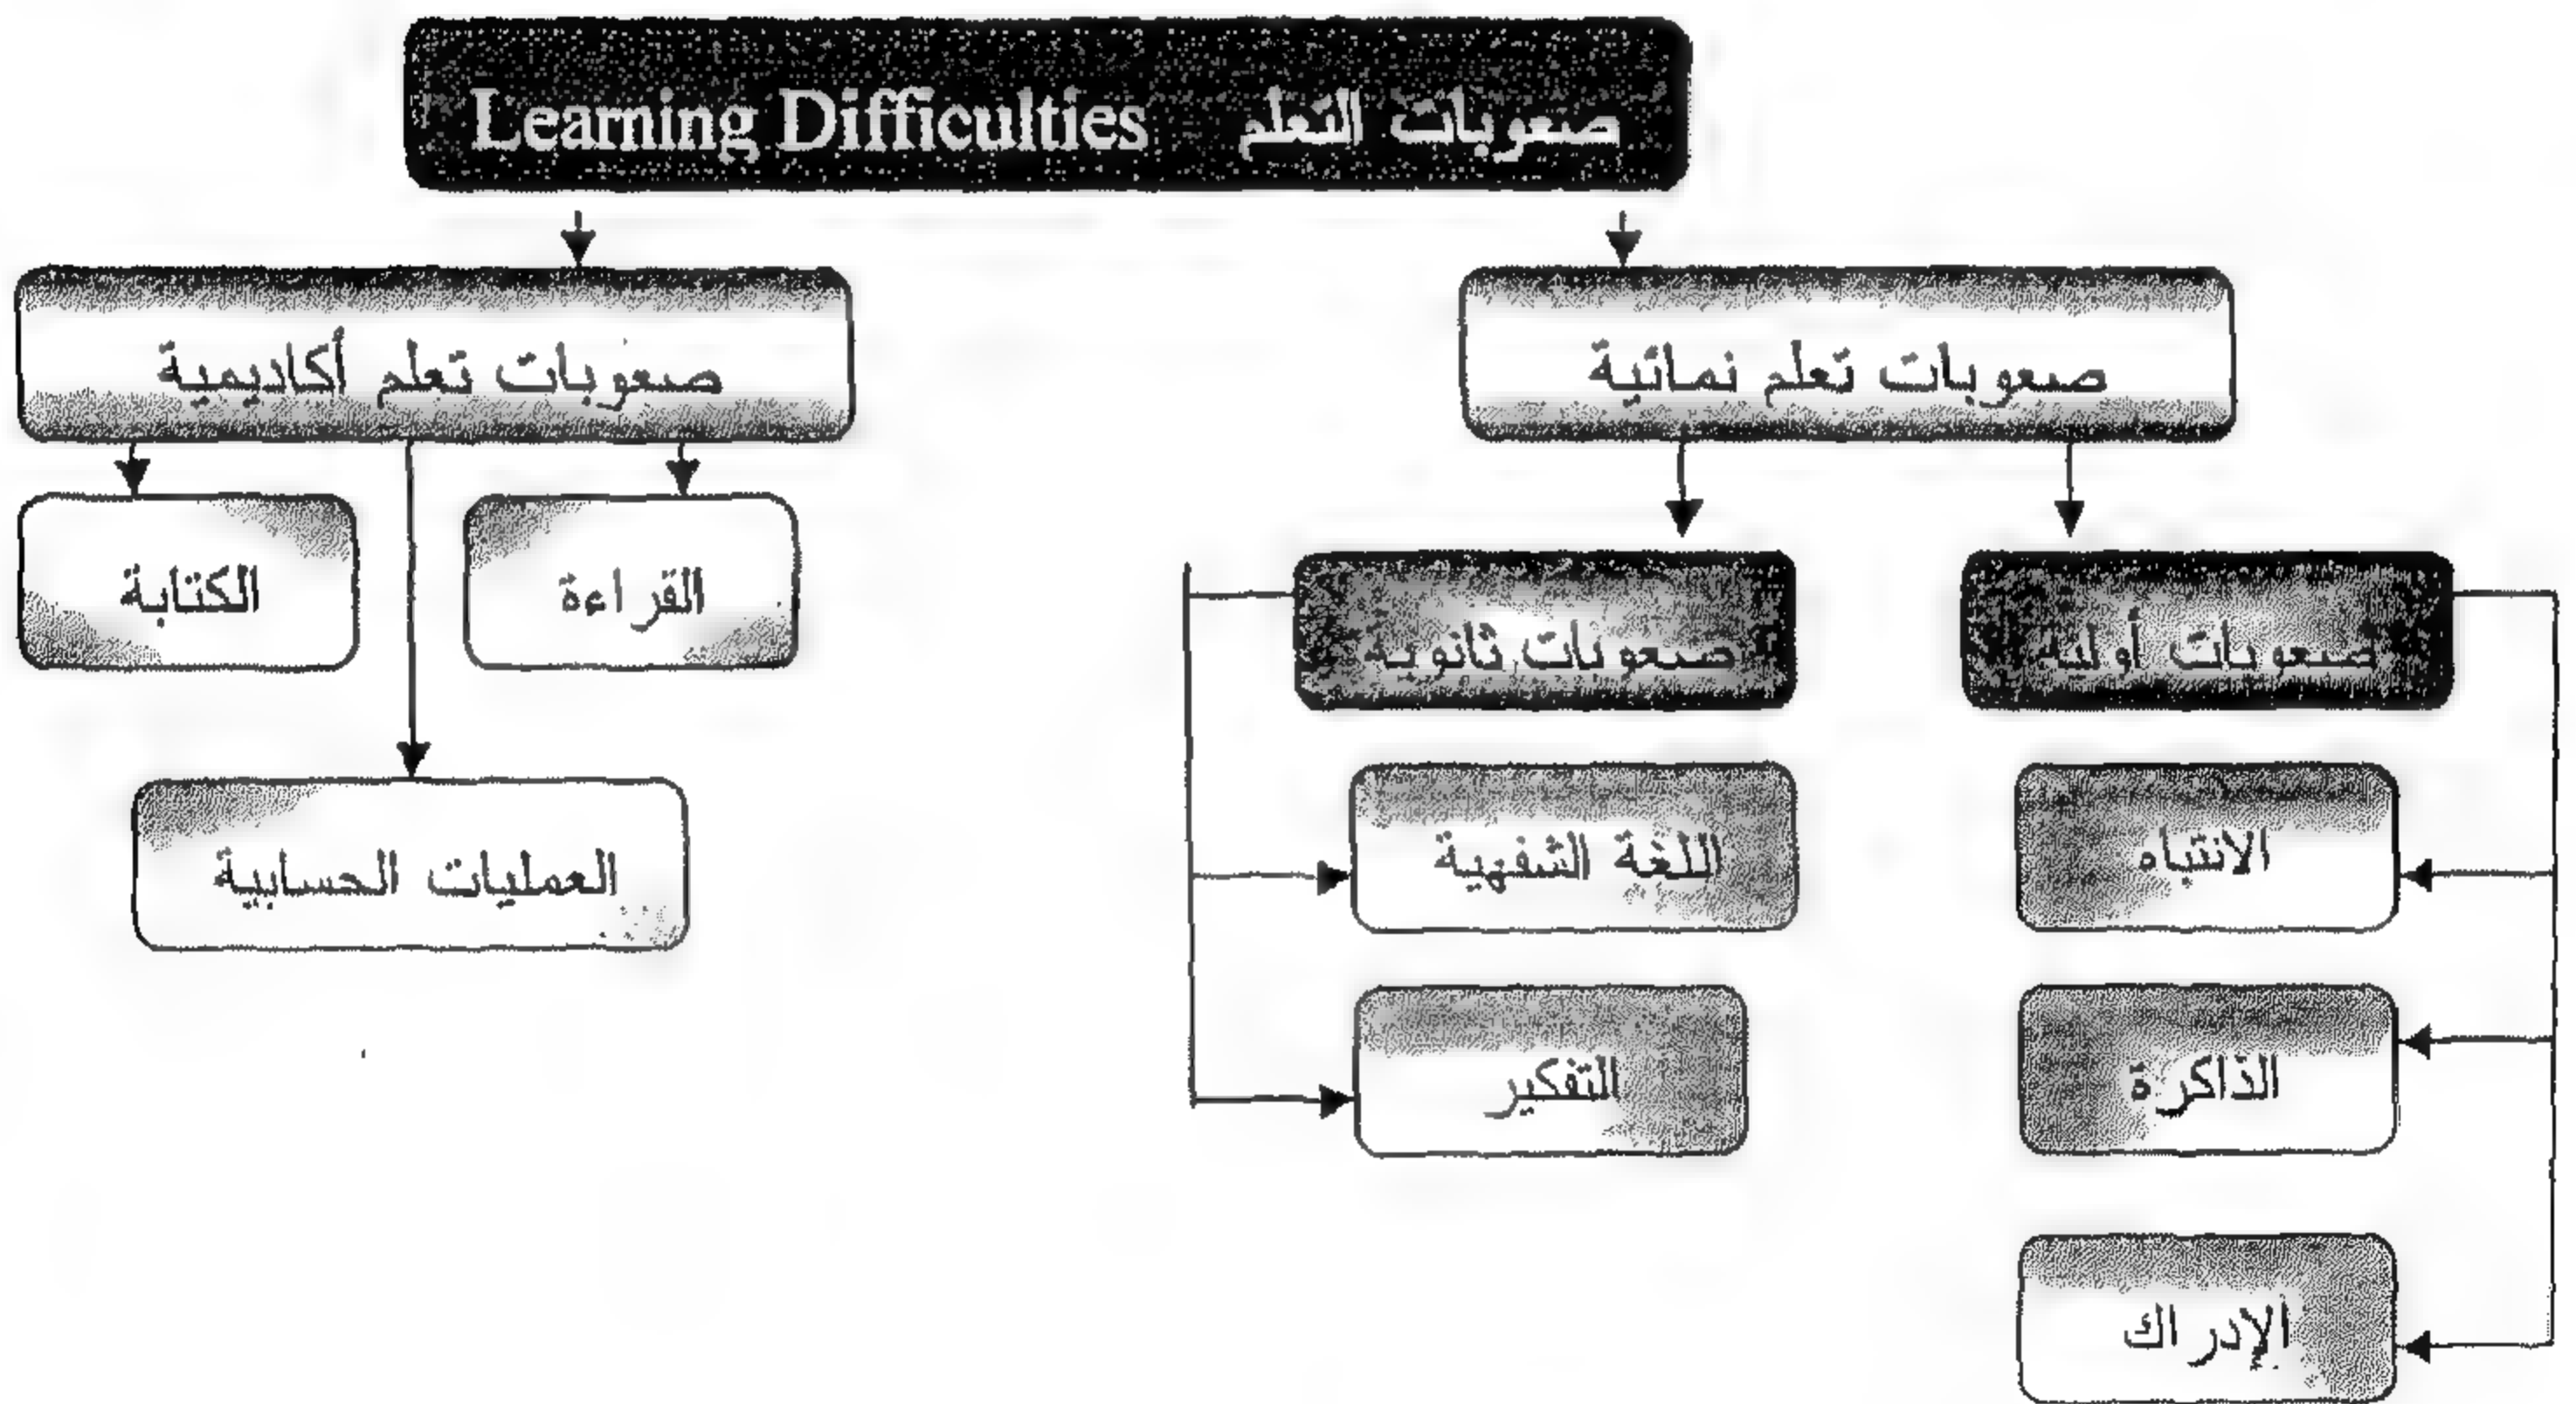 صعوبات التعلم Learning Difficulties
صعوبات تعلم نمائية
صعوبات تعلم أكاديمية
صعوبات أولية
صعوبات ثانوية
القراءة
الكتابة
الانتباه
اللغة الشفهية
العمليات الحسابية
الذاكرة
التفكير
الإدراك